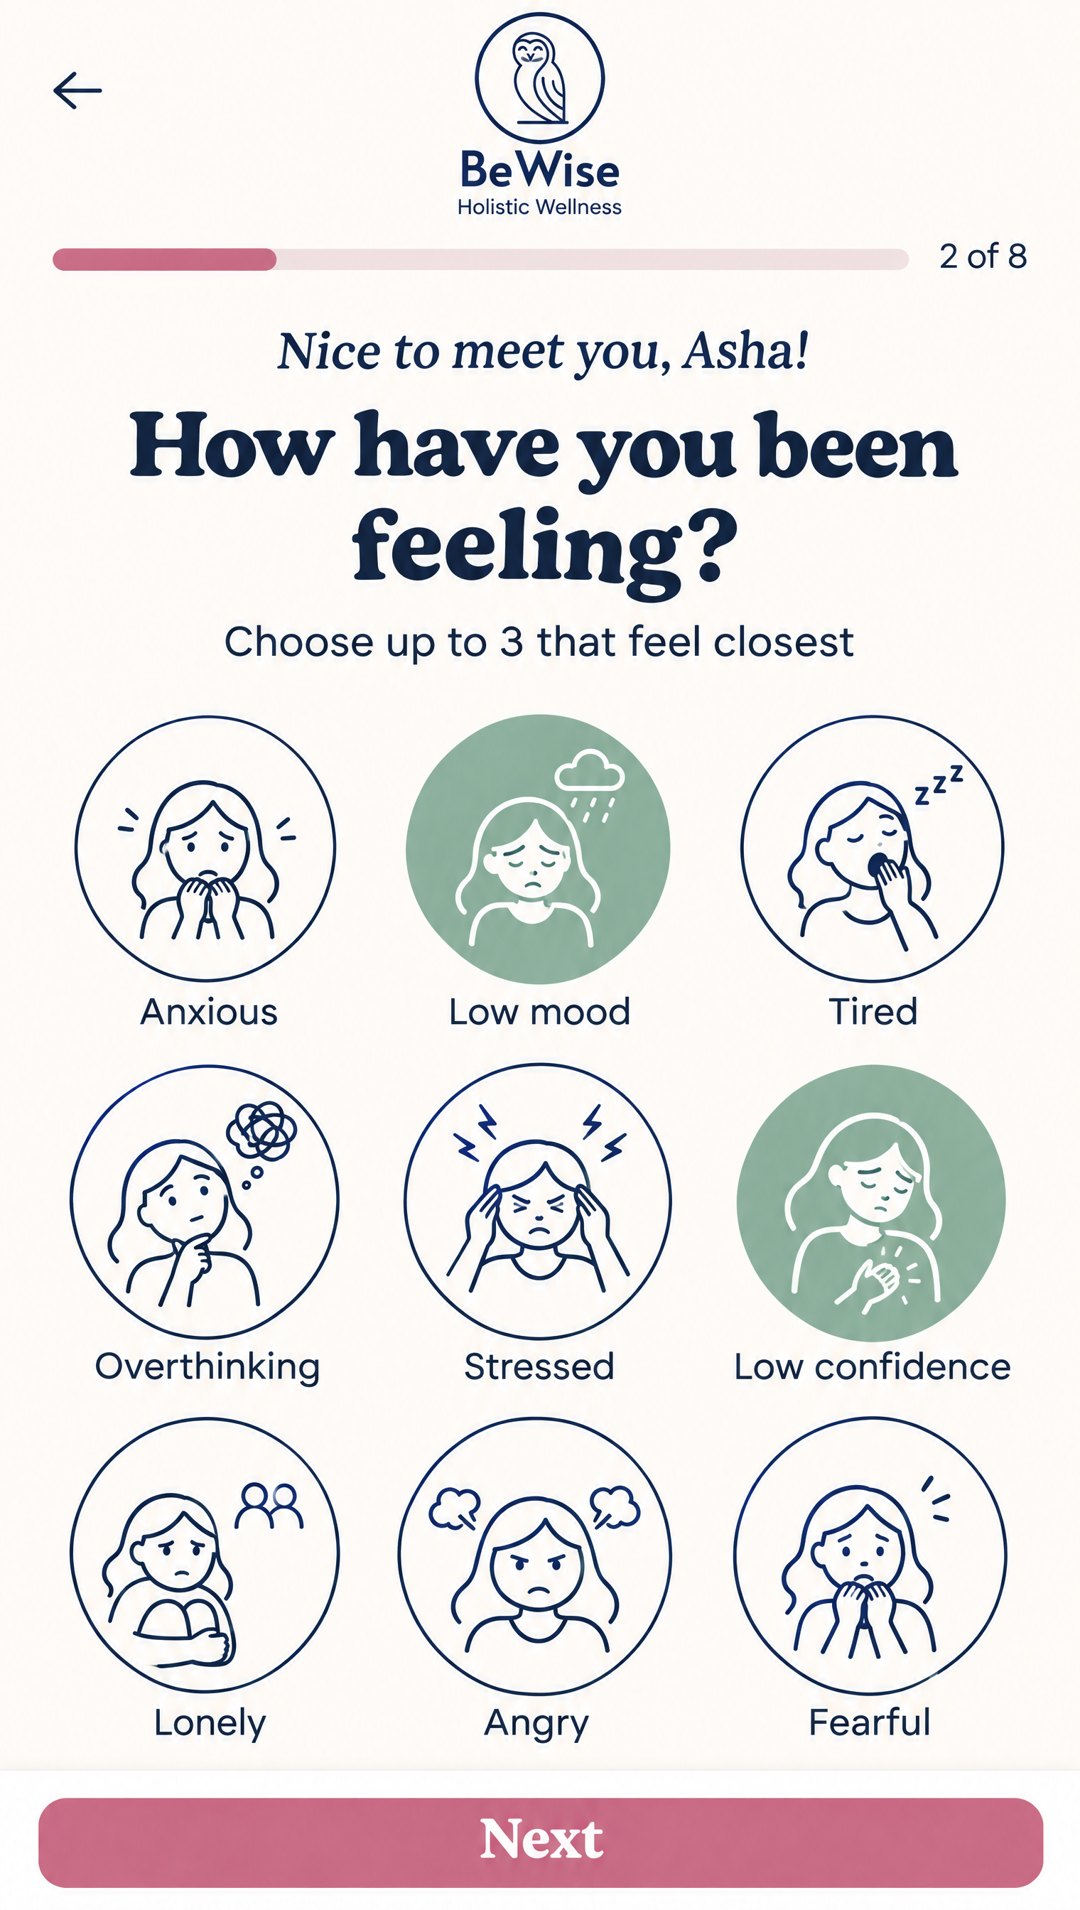 BeWise
Holistic Wellness
2 of 8
Nice to meet you, Asha!
How have you been
feeling?
Choose up to 3 that feel closest
zzz
Anxious
Low mood
Tired
Overthinking
Stressed
Low confidence
Lonely
Angry
Fearful
Next